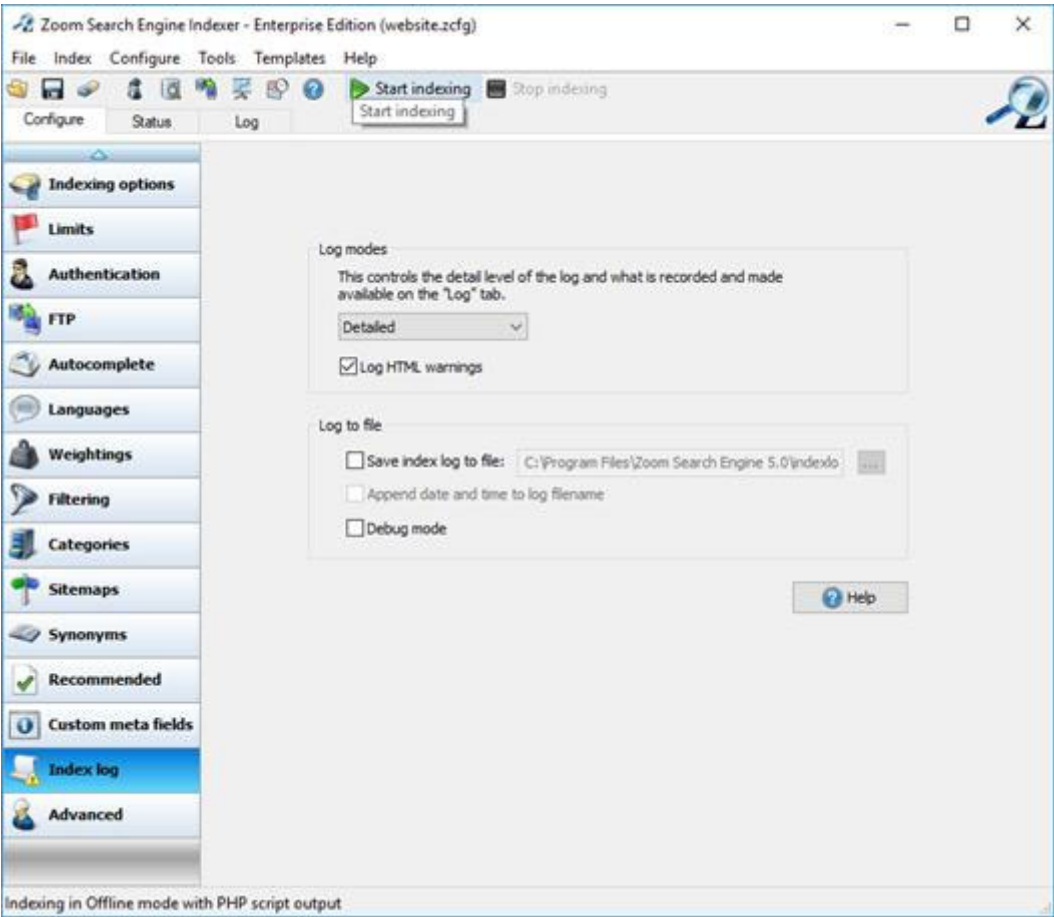 Zoom Search Engine Indexer - Enterprise Edition (website.zcfg)
File Index Configure Tools Templates Help
Start indexing Stop indexing
Start indexing
Configure Status Log
Indexing options
Limits
Authentication
FTP
Autocomplete
Languages
Weightings
Filtering
Categories
Sitemaps
Synonyms
Recommended
Custom meta fields
Index log
Advanced
Log modes
This controls the detail level of the log and what is recorded and made
available on the "Log" tab.
Detailed
Log HTML warnings
Log to file
Save index log to file: C:\Program Files\Zoom Search Engine 5.0\indexlo ...
Append date and time to log filename
Debug mode
Help
Indexing in Offline mode with PHP script output